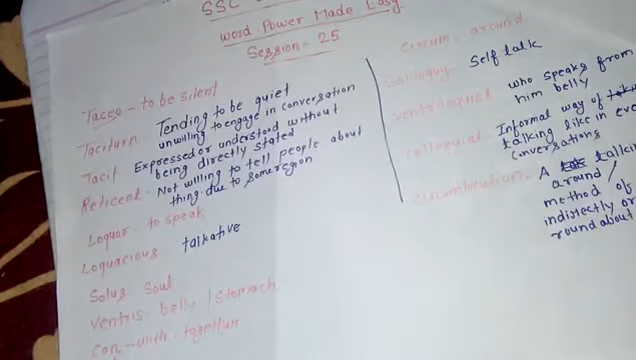 SSC
Word Power Made Easy
Session - 25
Taceo - to be silent
Taciturn - Tending to be quiet
unwilling to engage in conversation
Tacit Expressed or understood without
being directly stated
Reticent - Not willing to tell people about
thing due to some region
Loquor - to speak
Loquacious talkative
Solus Soul
Ventris - belly / Stomach
Con - with, together
Circum - around
Soliloquy Self talk
Ventriloquist who speaks from
him belly
Colloquial - Informal way of
talking like in
conversations
Circumlocution - A
around /
method of
indirectly or
round about